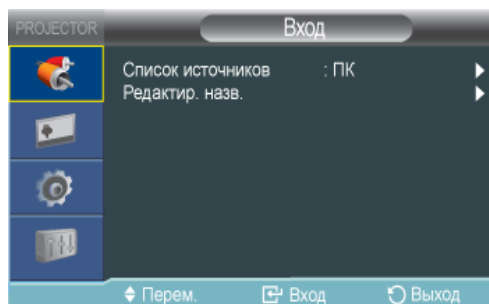 PROJECTOR
Вход
Список источников : ПК
Редактир. назв.
Перем. Вход Выход